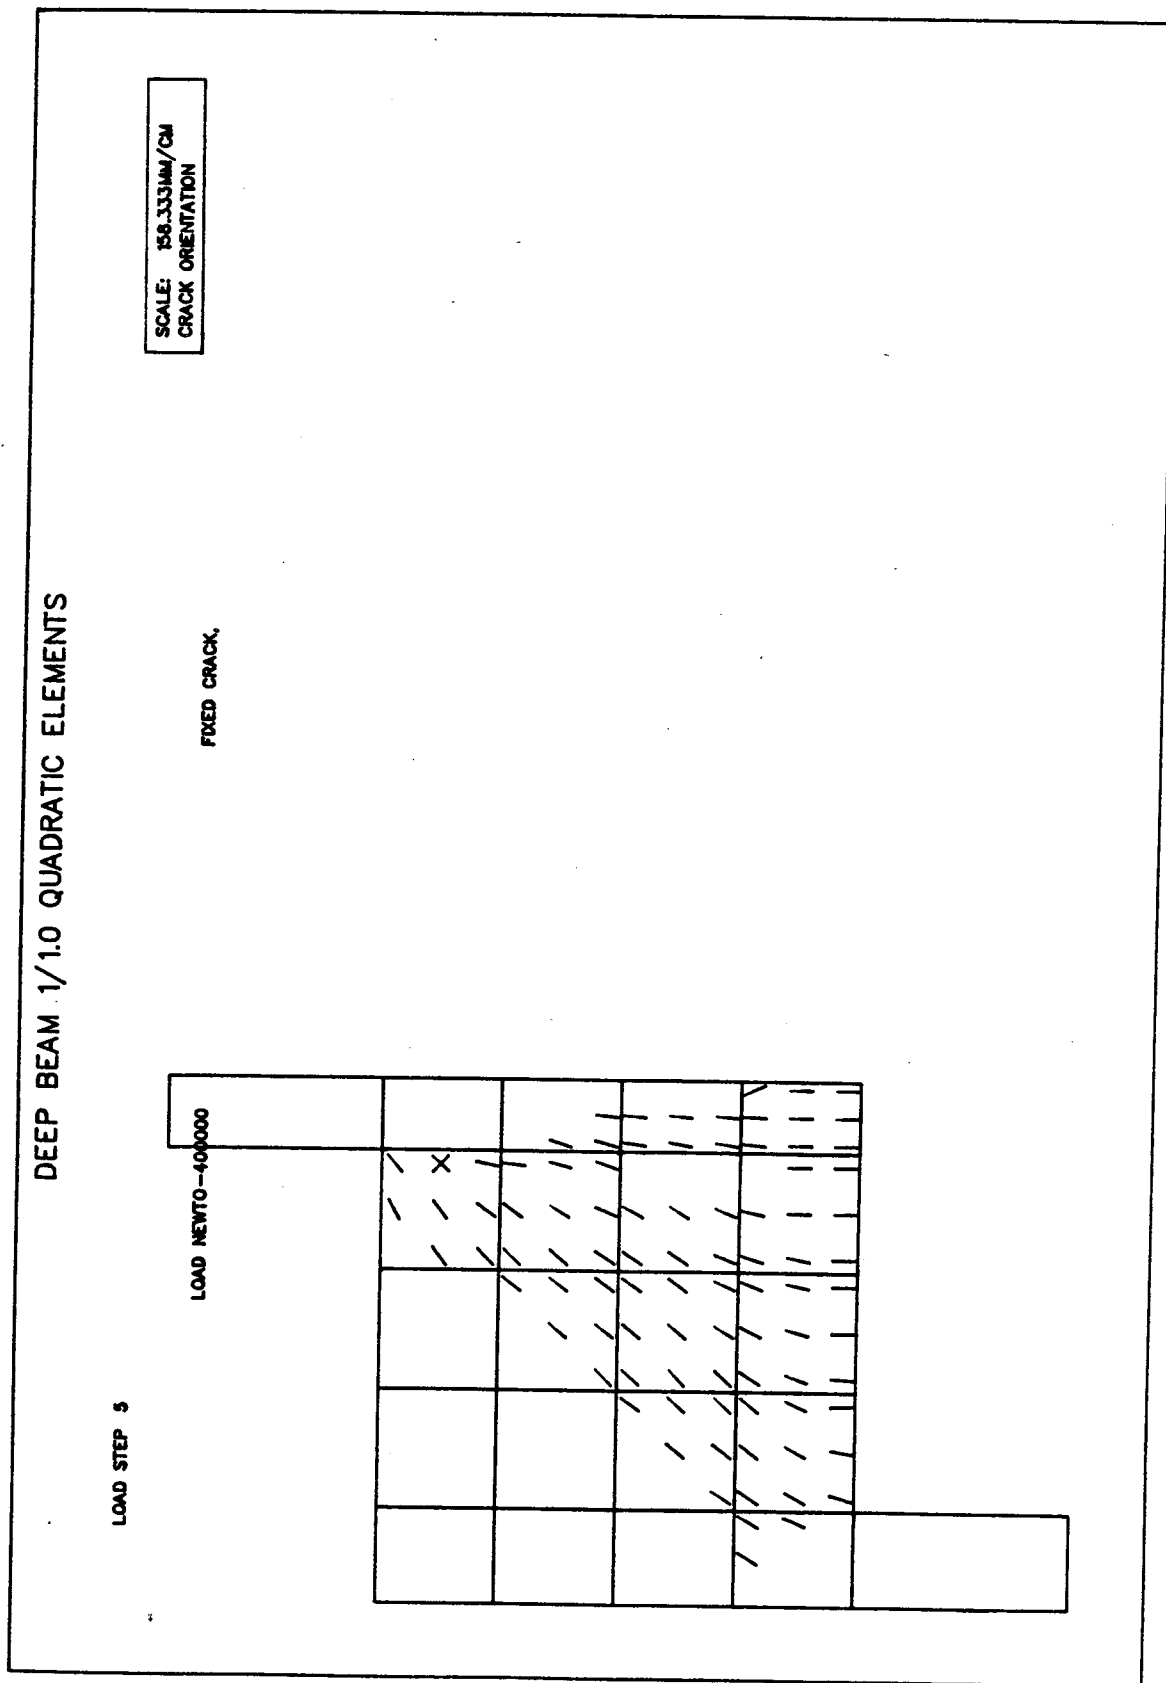 DEEP BEAM 1/1.0 QUADRATIC ELEMENTS
LOAD STEP 5
LOAD NEWTO-400000
FIXED CRACK,
SCALE: 158.333MM/CM
CRACK ORIENTATION